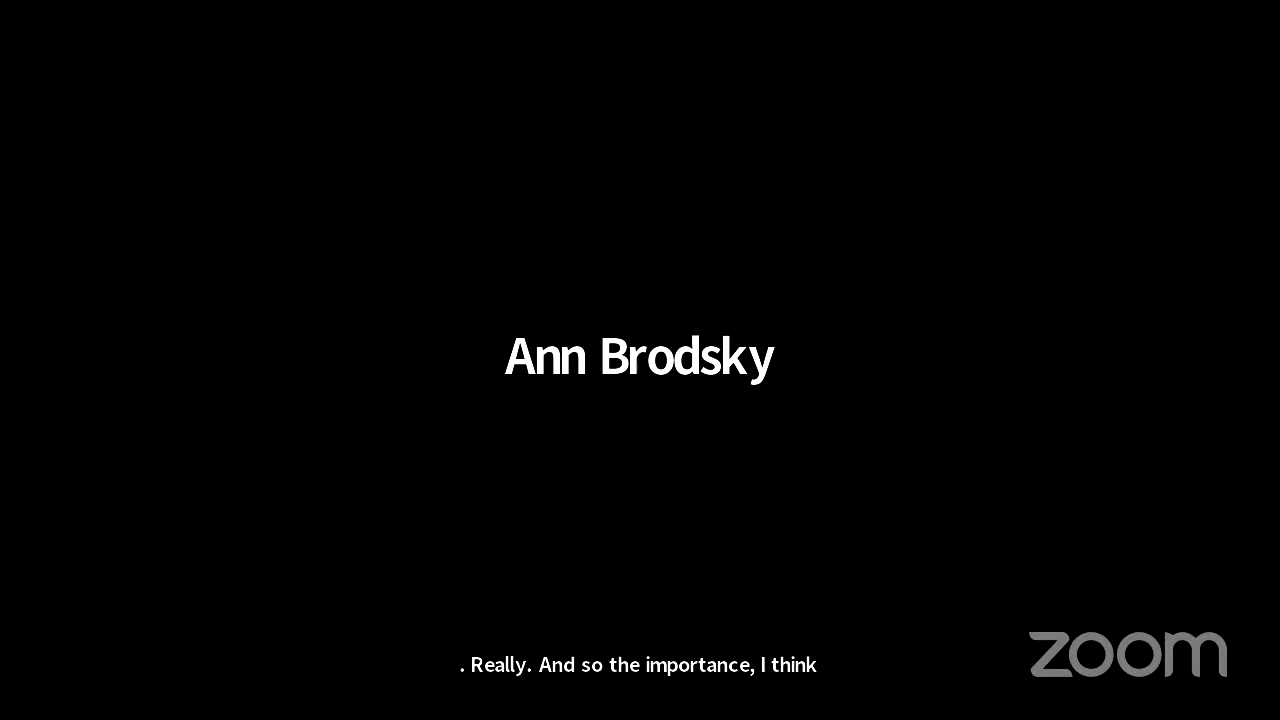 Ann Brodsky
. Really. And so the importance, I think
zoom